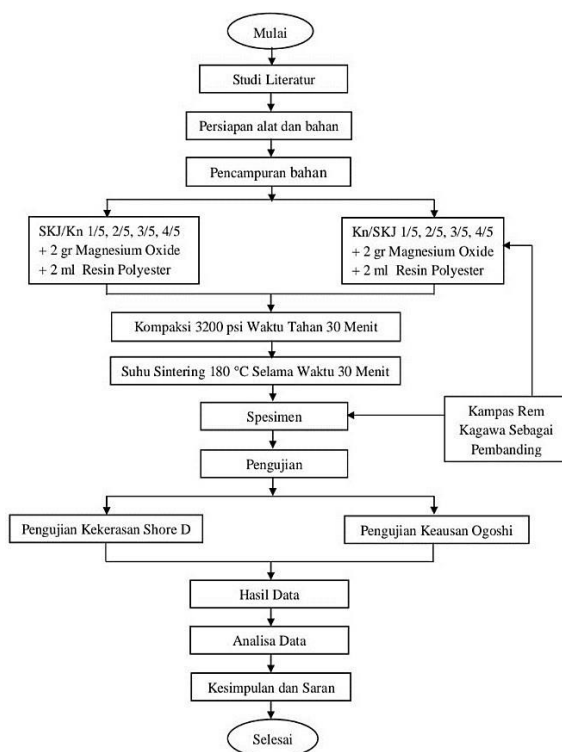 Mulai
Studi Literatur
Persiapan alat dan bahan
Pencampuran bahan
SKJ/Kn 1/5, 2/5, 3/5, 4/5
+ 2 gr Magnesium Oxide
+ 2 ml Resin Polyester
Kn/SKJ 1/5, 2/5, 3/5, 4/5
+ 2 gr Magnesium Oxide
+ 2 ml Resin Polyester
Kompaksi 3200 psi Waktu Tahan 30 Menit
Suhu Sintering 180 °C Selama Waktu 30 Menit
Spesimen
Kampas Rem
Kagawa Sebagai
Pembanding
Pengujian
Pengujian Kekerasan Shore D
Pengujian Keausan Ogoshi
Hasil Data
Analisa Data
Kesimpulan dan Saran
Selesai